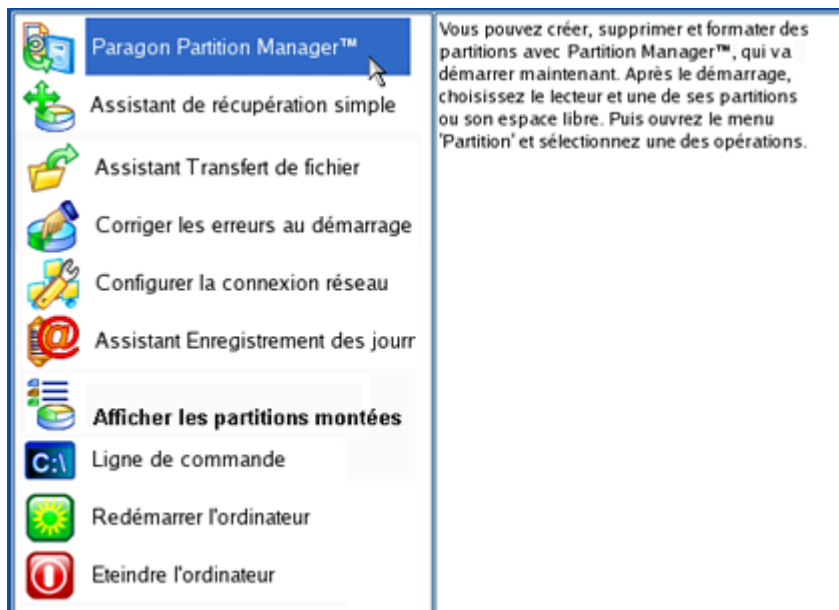 Paragon Partition Manager™
Assistant de récupération simple
Assistant Transfert de fichier
Corriger les erreurs au démarrage
Configurer la connexion réseau
Assistant Enregistrement des jourr
Afficher les partitions montées
C:\
Ligne de commande
Redémarrer l'ordinateur
Eteindre l'ordinateur
Vous pouvez créer, supprimer et formater des
partitions avec Partition Manager™, qui va
démarrer maintenant. Après le démarrage,
choisissez le lecteur et une de ses partitions
ou son espace libre. Puis ouvrez le menu
'Partition' et sélectionnez une des opérations.